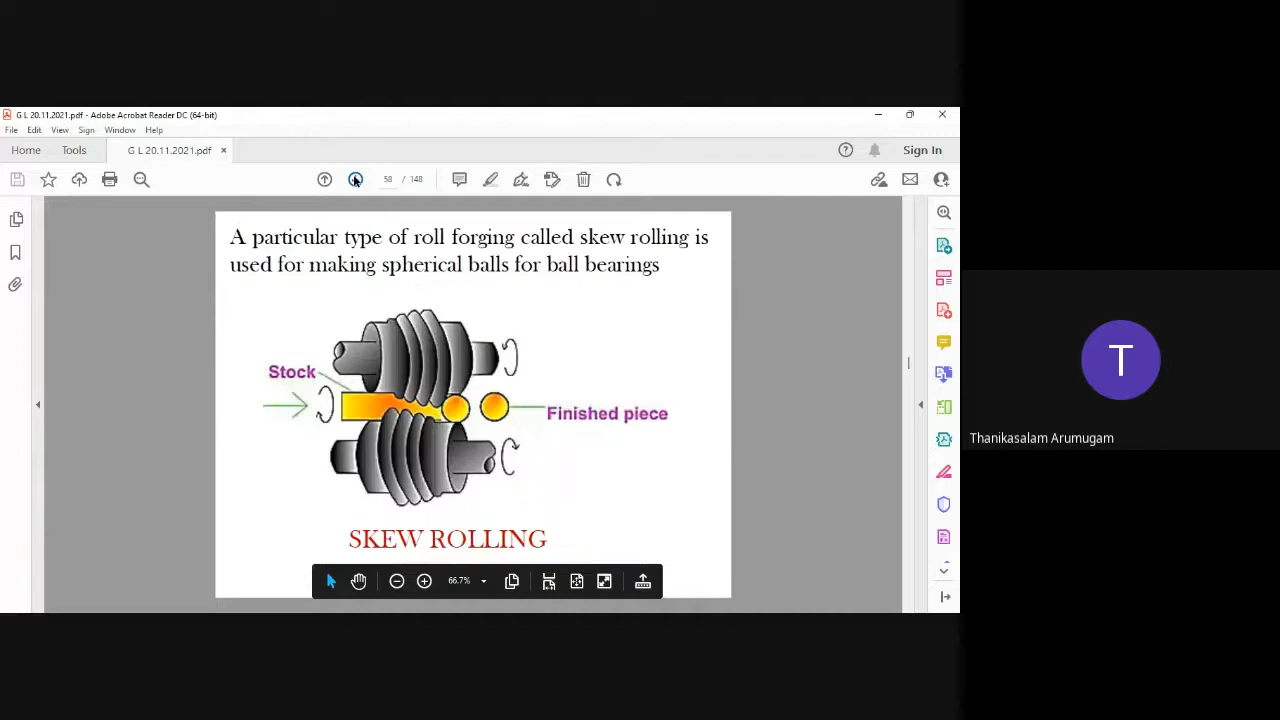 G L 20.11.2021.pdf - Adobe Acrobat Reader DC (64-bit)
File Edit View Sign Window Help
Home Tools G L 20.11.2021.pdf × Sign In
58 / 148
A particular type of roll forging called skew rolling is
used for making spherical balls for ball bearings
Stock
Finished piece
SKEW ROLLING
66.7%
T
Thanikasalam Arumugam